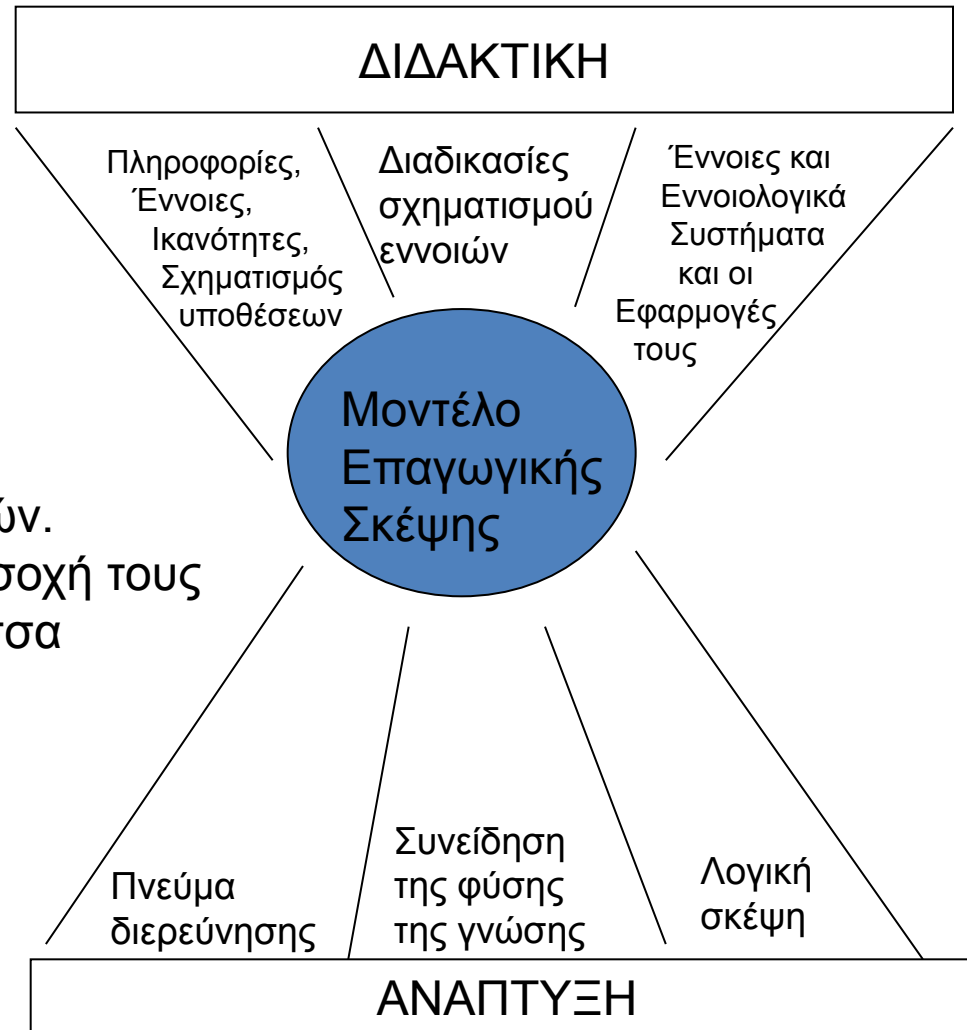 ΔΙΔΑΚΤΙΚΗ
Πληροφορίες,
Έννοιες,
Ικανότητες,
Σχηματισμός
υποθέσεων
Διαδικασίες
σχηματισμού
εννοιών
Έννοιες και
Εννοιολογικά
Συστήματα
και οι
Εφαρμογές
τους
Μοντέλο
Επαγωγικής
Σκέψης
τους
Πνεύμα
διερεύνησης
Συνείδηση
της φύσης
της γνώσης
Λογική
σκέψη
ΑΝΑΠΤΥΞΗ